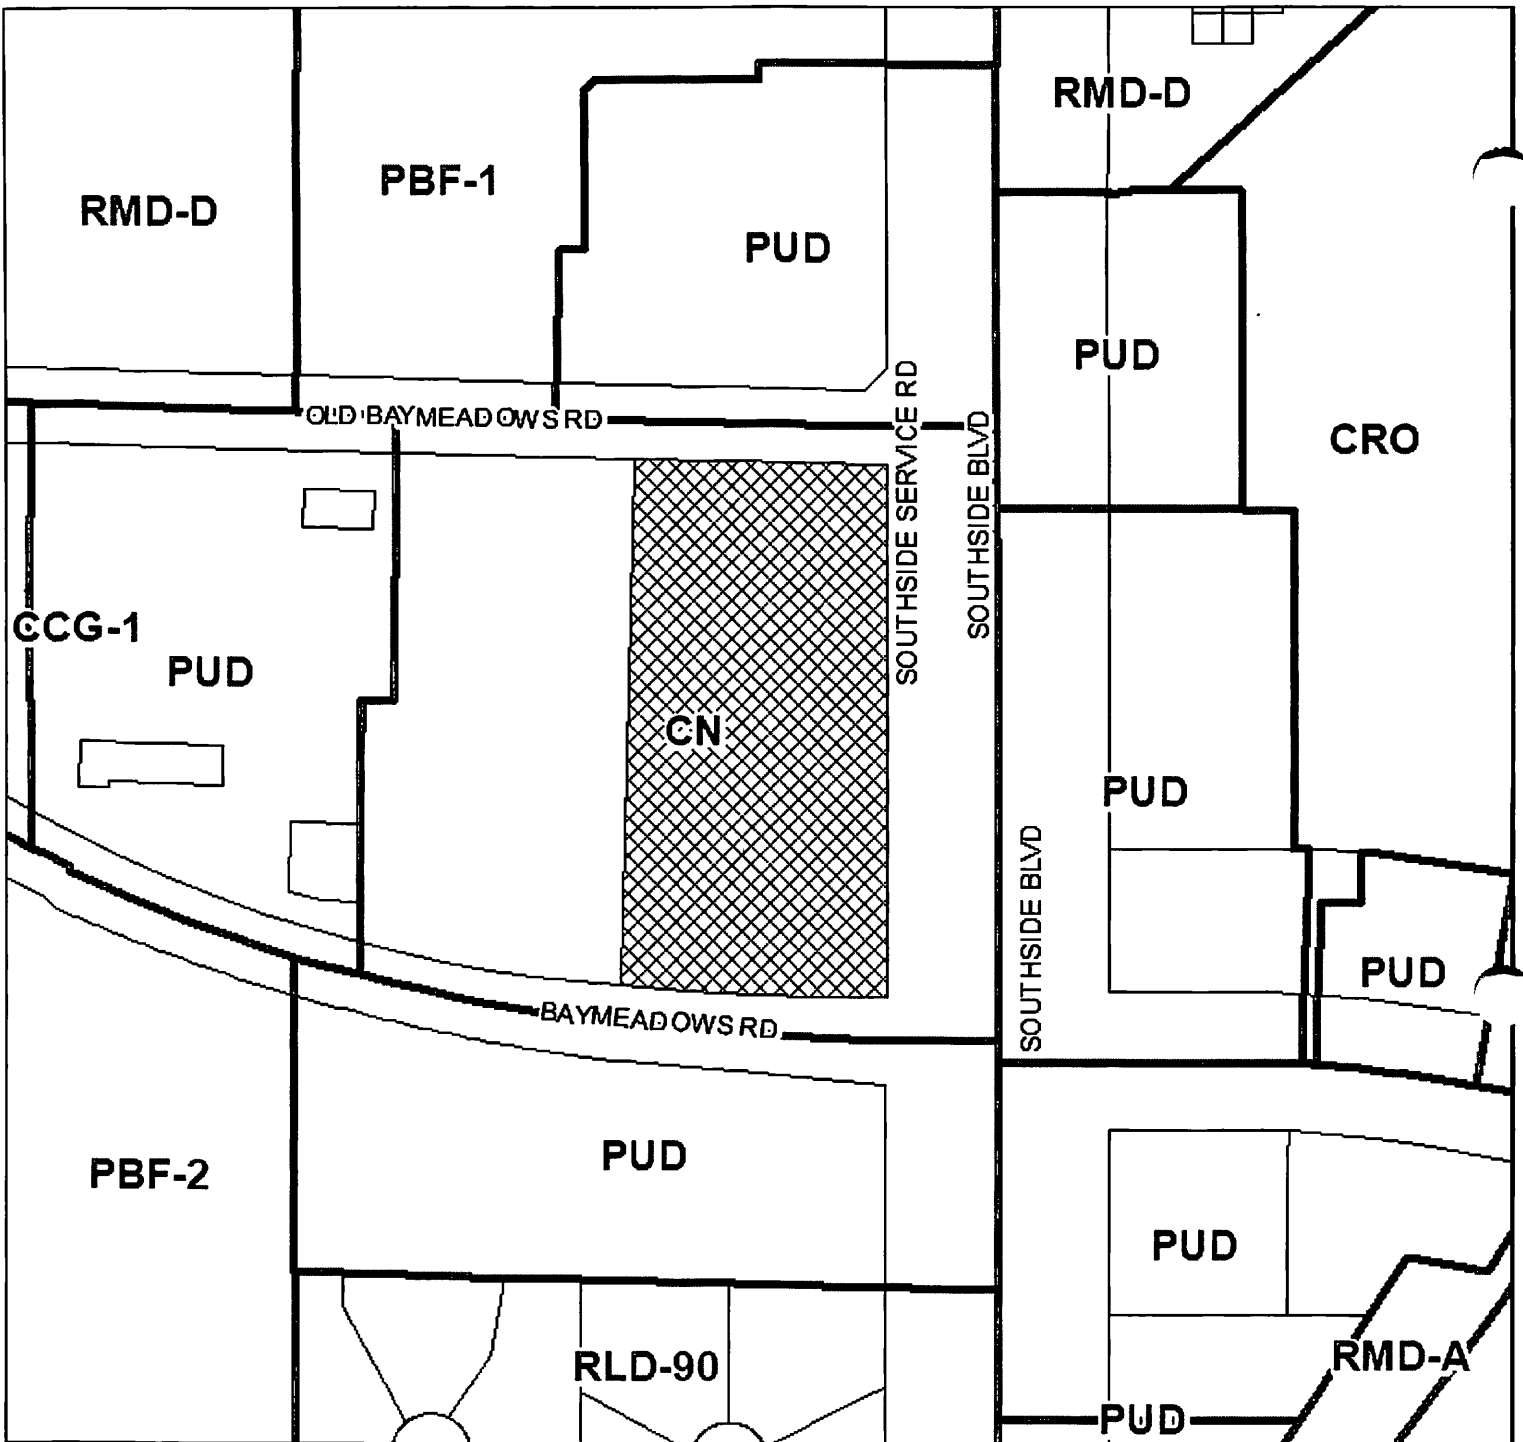 RMD-D
PBF-1
RMD-D
PUD
PUD
OLD BAYMEADOWS RD
SOUTHSIDE SERVICE RD
SOUTHSIDE BLVD
CRO
CCG-1
PUD
CN
PUD
SOUTHSIDE BLVD
PUD
BAYMEADOWS RD
PBF-2
PUD
PUD
RLD-90
RMD-A
PUD